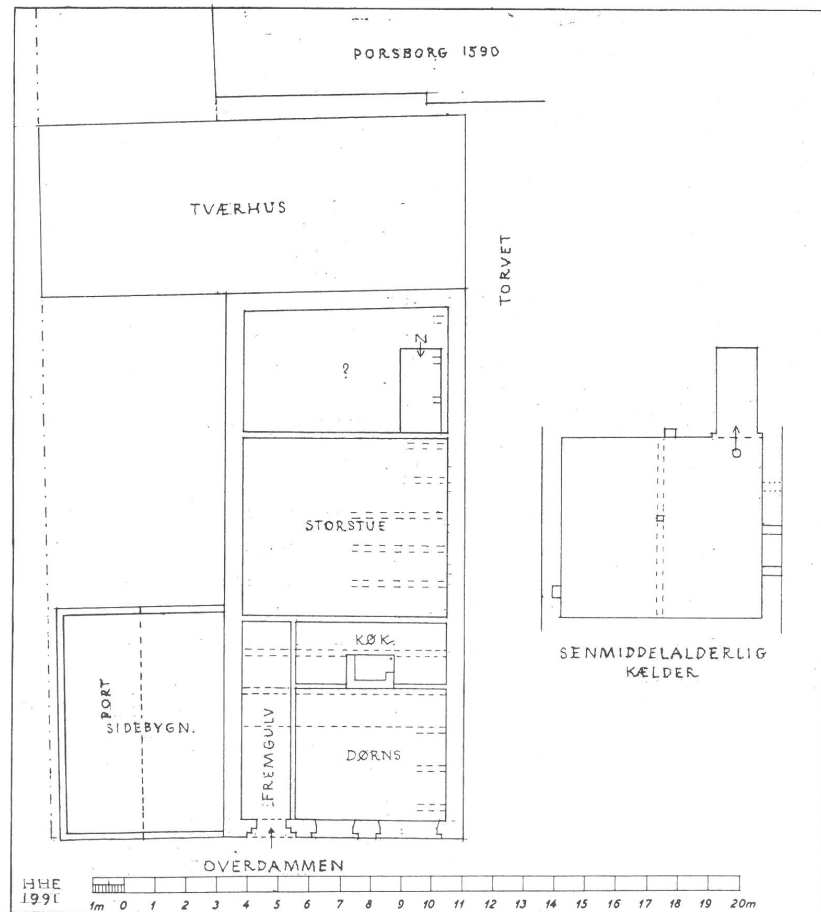 PORSBORG 1590
TVÆRHUS
TORVET
N
?
STORSTUE
O
SENMIDDELALDERLIG
KÆLDER
KØK.
PORT
SIDEBYGN.
FREMGULV
DØRNS
OVERDAMMEN
HHE
1991
1m 0 1 2 3 4 5 6 7 8 9 10 11 12 13 14 15 16 17 18 19 20m